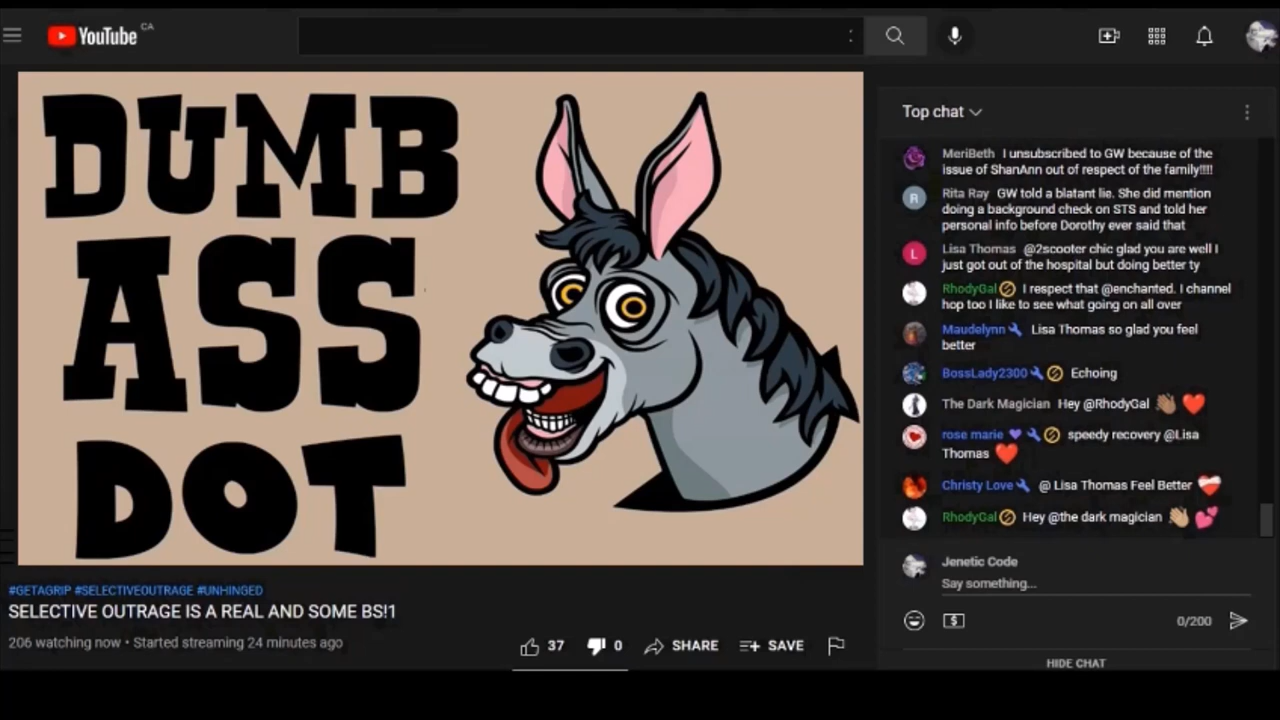 YouTube CA
DUMB
ASS
DOT
#GETAGRIP #SELECTIVEOUTRAGE #UNHINGED
SELECTIVE OUTRAGE IS A REAL AND SOME BS!1
206 watching now • Started streaming 24 minutes ago
37
0
SHARE
SAVE
Top chat
MeriBeth I unsubscribed to GW because of the
issue of ShanAnn out of respect of the family!!!!!
R
Rita Ray GW told a blatant lie. She did mention
doing a background check on STS and told her
personal info before Dorothy ever said that
L
Lisa Thomas @2scooter chic glad you are well I
just got out of the hospital but doing better ty
RhodyGal I respect that @enchanted. I channel
hop too I like to see what going on all over
Maudelynn Lisa Thomas so glad you feel
better
BossLady2300 Echoing
The Dark Magician Hey @RhodyGal 👋🏽 ❤️
rose marie 💜 speedy recovery @Lisa
Thomas ❤️
Christy Love @ Lisa Thomas Feel Better ❤️‍🩹
RhodyGal Hey @the dark magician 👋🏽 💕
Jenetic Code
Say something...
$
0/200
HIDE CHAT